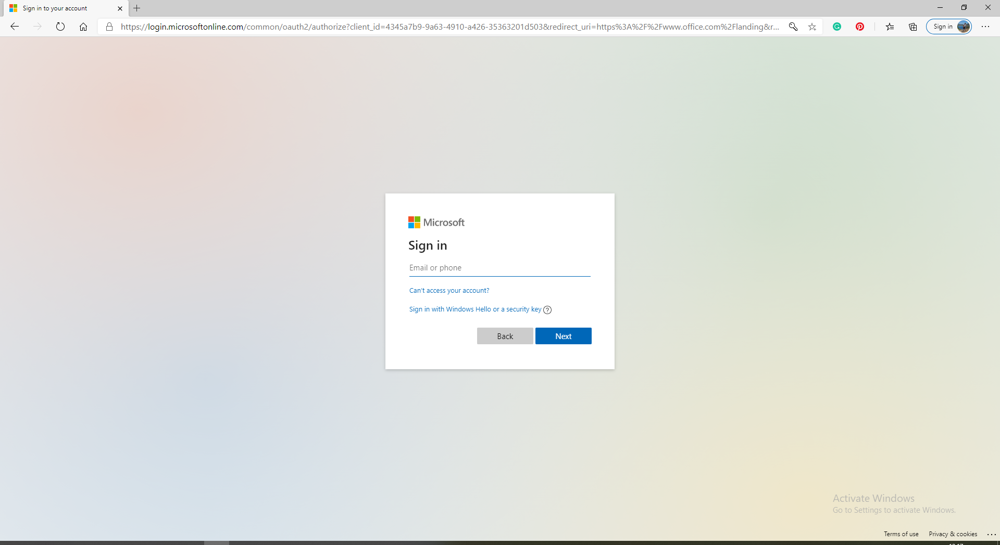 Sign in to your account
https://login.microsoftonline.com/common/oauth2/authorize?client_id=4345a7b9-9a63-4910-a426-35363201d503&redirect_uri=https%3A%2F%2Fwww.office.com%2Flanding&r...
Sign in
Microsoft
Sign in
Email or phone
Can't access your account?
Sign in with Windows Hello or a security key
Back Next
Activate Windows
Go to Settings to activate Windows.
Terms of use Privacy & cookies